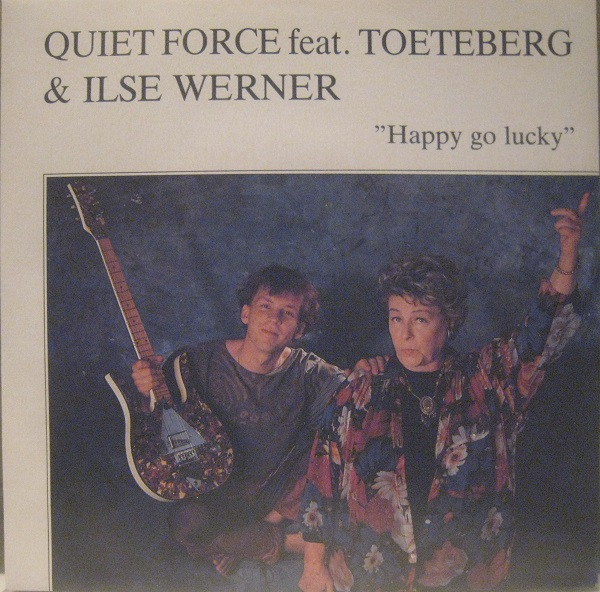 QUIET FORCE feat. TOETEBERG
& ILSE WERNER
”Happy go lucky”